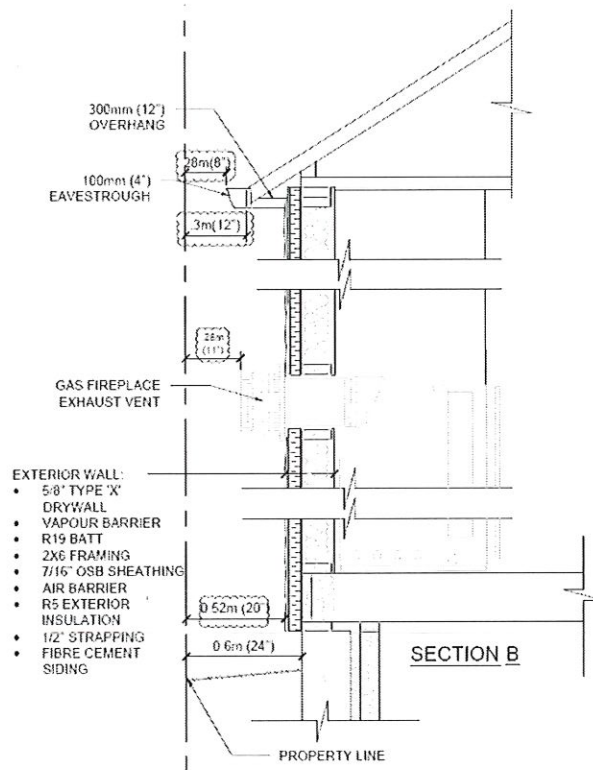 300mm (12")
OVERHANG
28m(8")
100mm (4")
EAVESTROUGH
.3m(12")
28m
(11")
GAS FIREPLACE
EXHAUST VENT
EXTERIOR WALL:
• 5/8" TYPE 'X'
DRYWALL
• VAPOUR BARRIER
• R19 BATT
• 2X6 FRAMING
• 7/16" OSB SHEATHING
• AIR BARRIER
• R5 EXTERIOR
INSULATION
• 1/2" STRAPPING
• FIBRE CEMENT
SIDING
0.52m (20"
0.6m (24")
SECTION B
PROPERTY LINE